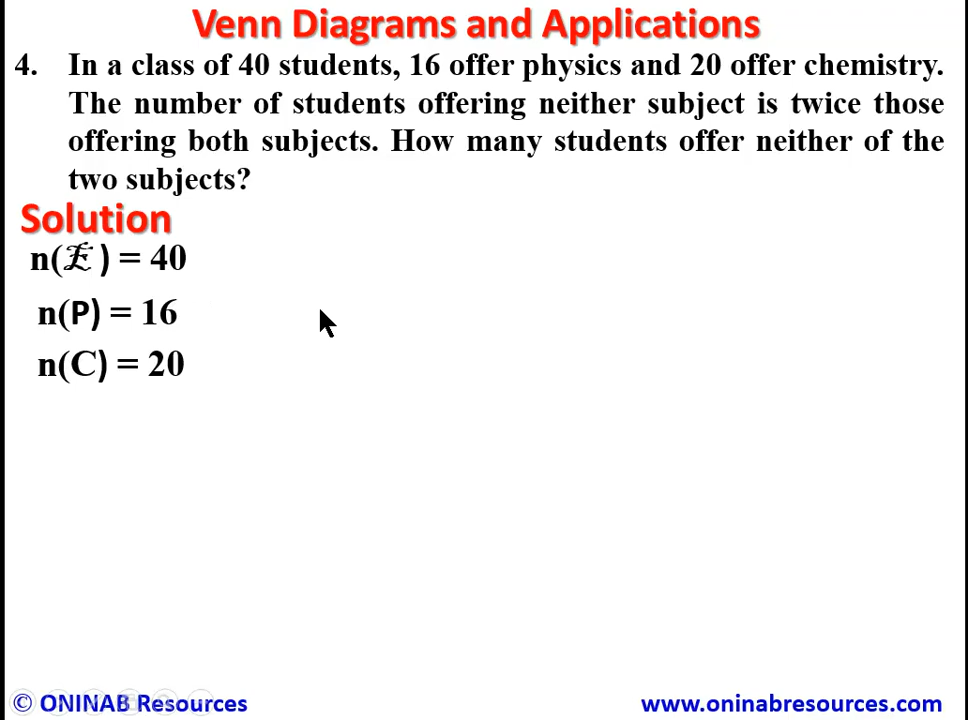 Venn Diagrams and Applications
4. In a class of 40 students, 16 offer physics and 20 offer chemistry.
The number of students offering neither subject is twice those
offering both subjects. How many students offer neither of the
two subjects?
Solution
n(ℰ ) = 40
n(P) = 16
n(C) = 20
© ONINAB Resources
www.oninabresources.com